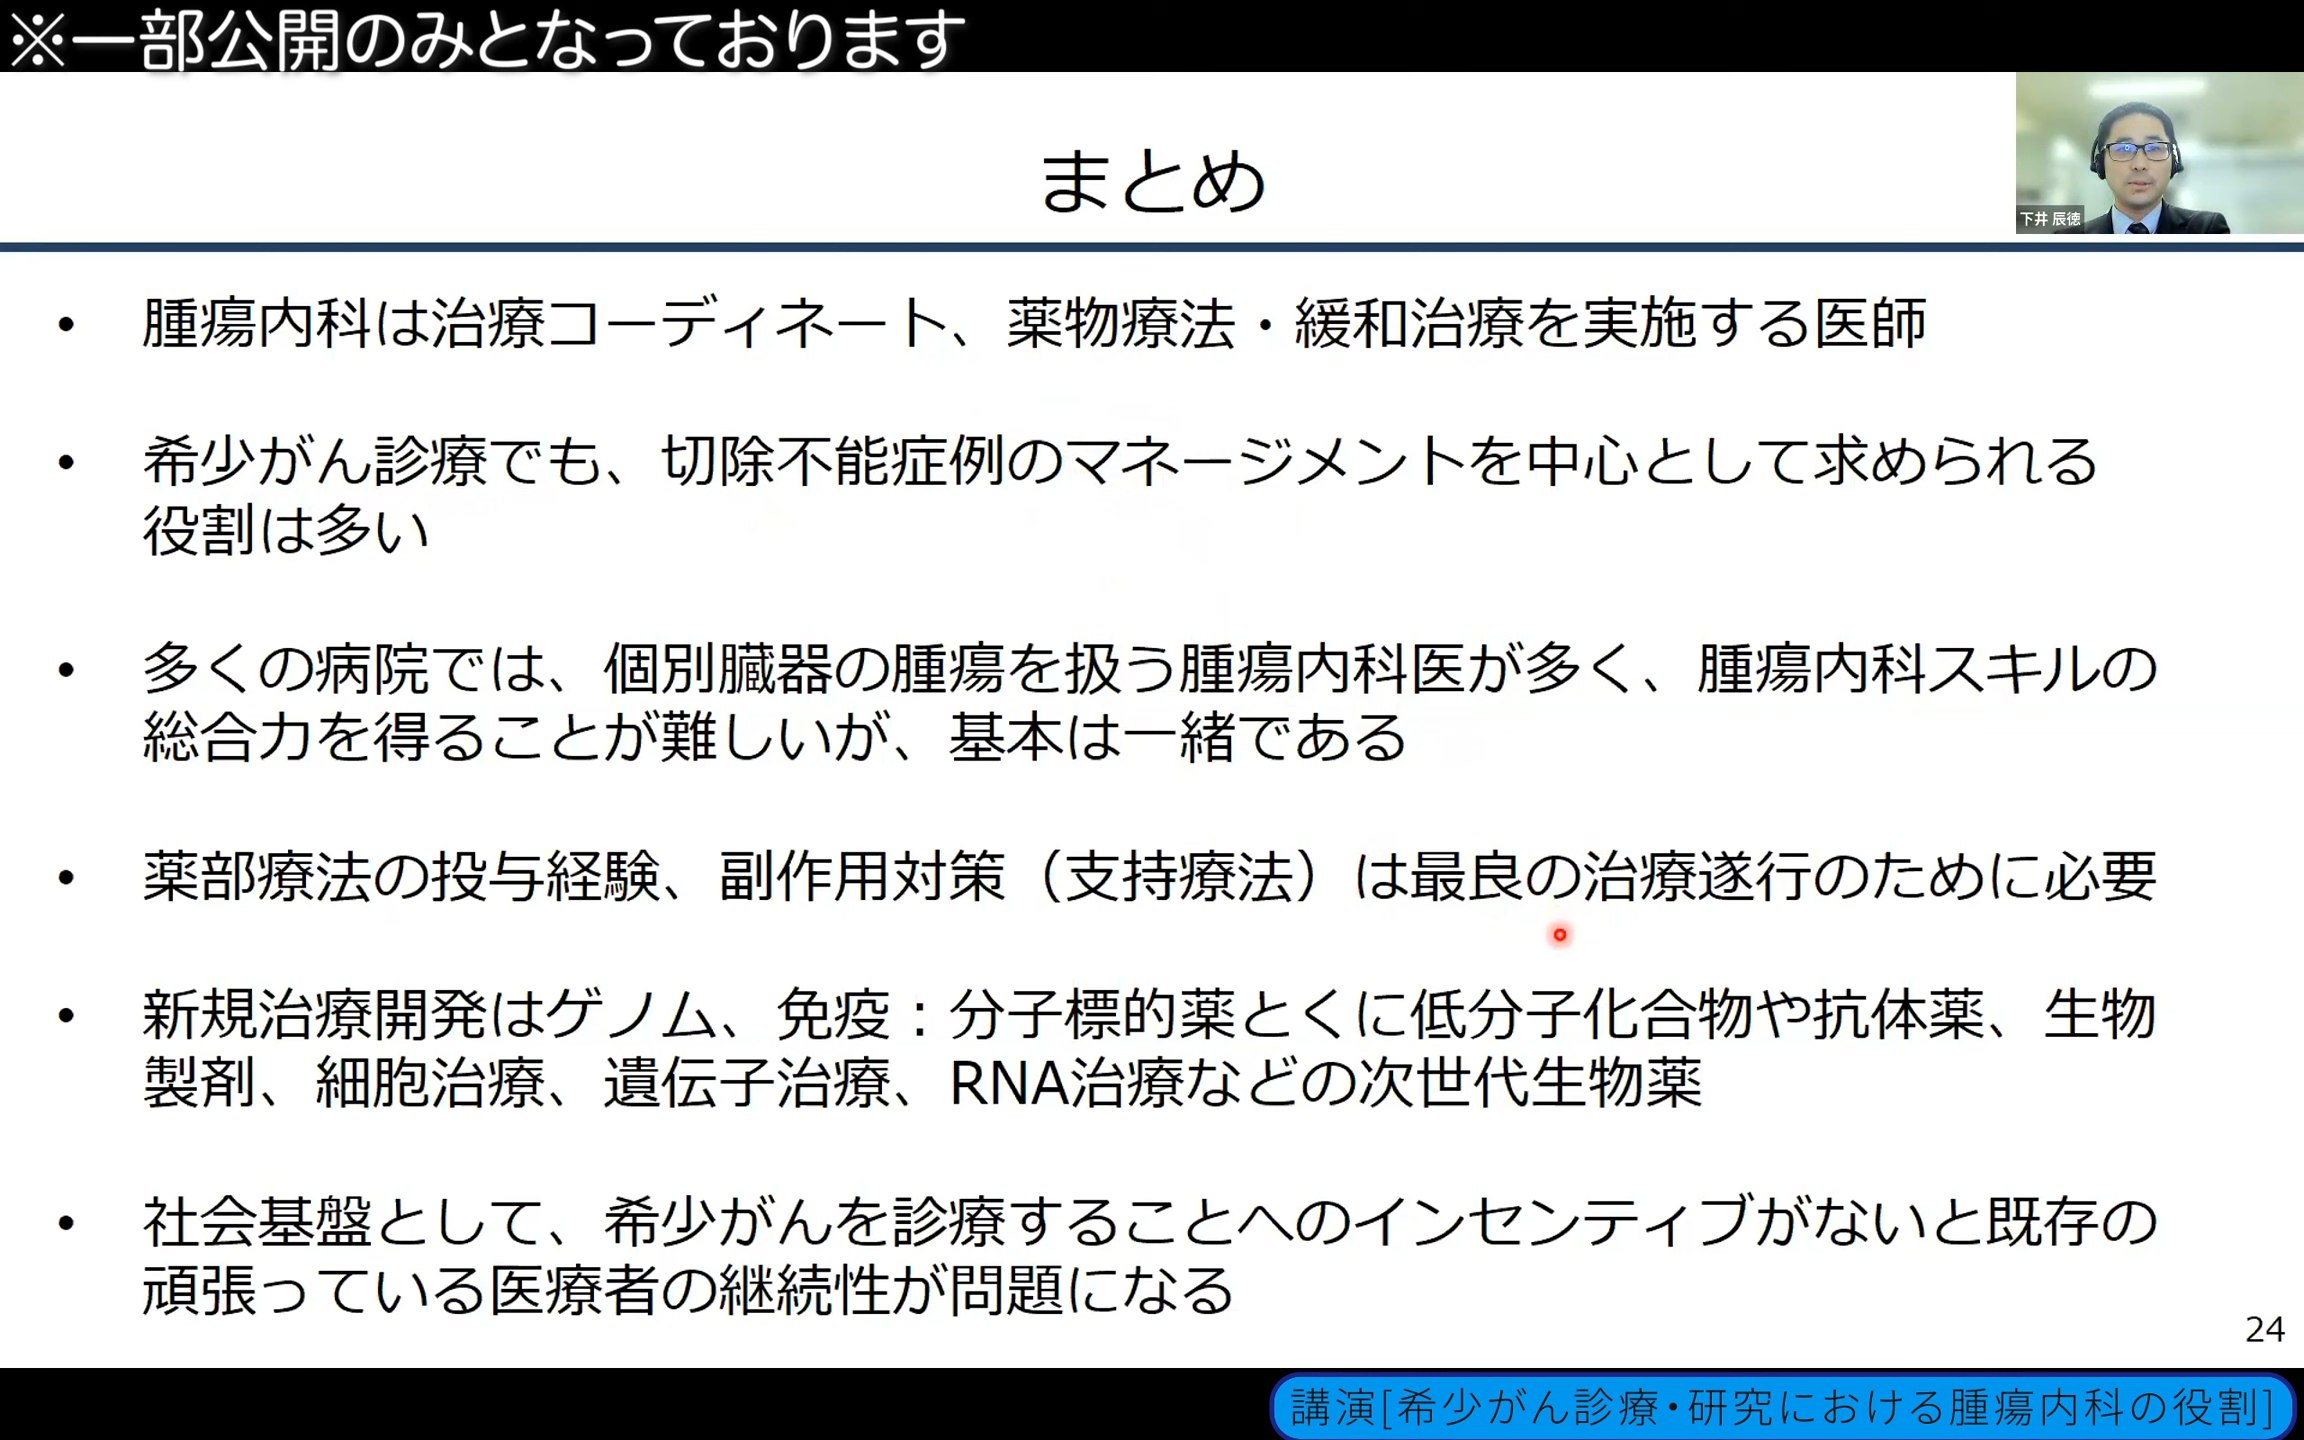 ※一部公開のみとなっております
まとめ
下井 辰徳
• 腫瘍内科は治療コーディネート、薬物療法・緩和治療を実施する医師
• 希少がん診療でも、切除不能症例のマネージメントを中心として求められる
役割は多い
• 多くの病院では、個別臓器の腫瘍を扱う腫瘍内科医が多く、腫瘍内科スキルの
総合力を得ることが難しいが、基本は一緒である
• 薬部療法の投与経験、副作用対策（支持療法）は最良の治療遂行のために必要
• 新規治療開発はゲノム、免疫：分子標的薬とくに低分子化合物や抗体薬、生物
製剤、細胞治療、遺伝子治療、RNA治療などの次世代生物薬
• 社会基盤として、希少がんを診療することへのインセンティブがないと既存の
頑張っている医療者の継続性が問題になる
24
講演[希少がん診療・研究における腫瘍内科の役割]